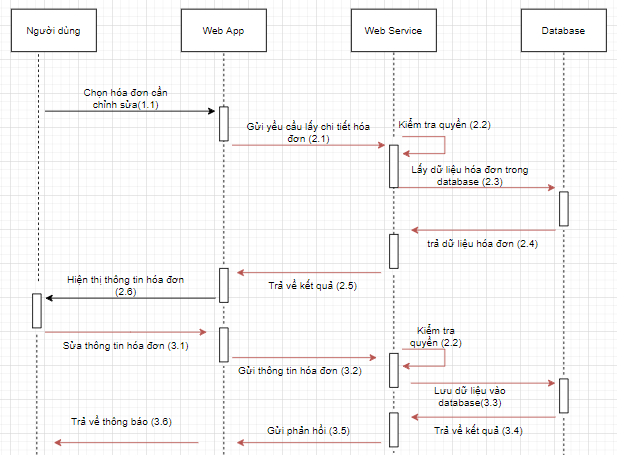 Người dùng
Web App
Web Service
Database
Chọn hóa đơn cần
chỉnh sửa(1.1)
Gửi yều cầu lấy chi tiết hóa
đơn (2.1)
Kiểm tra quyền (2.2)
Lấy dữ liệu hóa đơn trong
database (2.3)
trả dữ liệu hóa đơn (2.4)
Trả về kết quả (2.5)
Hiện thị thông tin hóa đơn
(2.6)
Sửa thông tin hóa đơn (3.1)
Kiểm tra
quyền (2.2)
Gửi thông tin hóa đơn (3.2)
Lưu dữ liệu vào
database(3.3)
Trả về kết quả (3.4)
Gửi phản hồi (3.5)
Trả về thông báo (3.6)